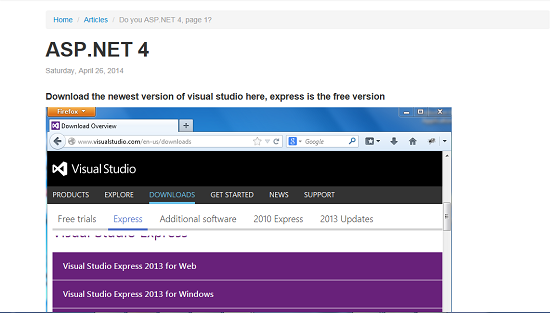 Home / Articles / Do you ASP.NET 4, page 1?
ASP.NET 4
Saturday, April 26, 2014
Download the newest version of visual studio here, express is the free version
Firefox
Download Overview
www.visualstudio.com/en-us/downloads
Google
Visual Studio
PRODUCTS EXPLORE DOWNLOADS GET STARTED NEWS SUPPORT
Free trials Express Additional software 2010 Express 2013 Updates
Visual Studio Express
Visual Studio Express 2013 for Web
Visual Studio Express 2013 for Windows